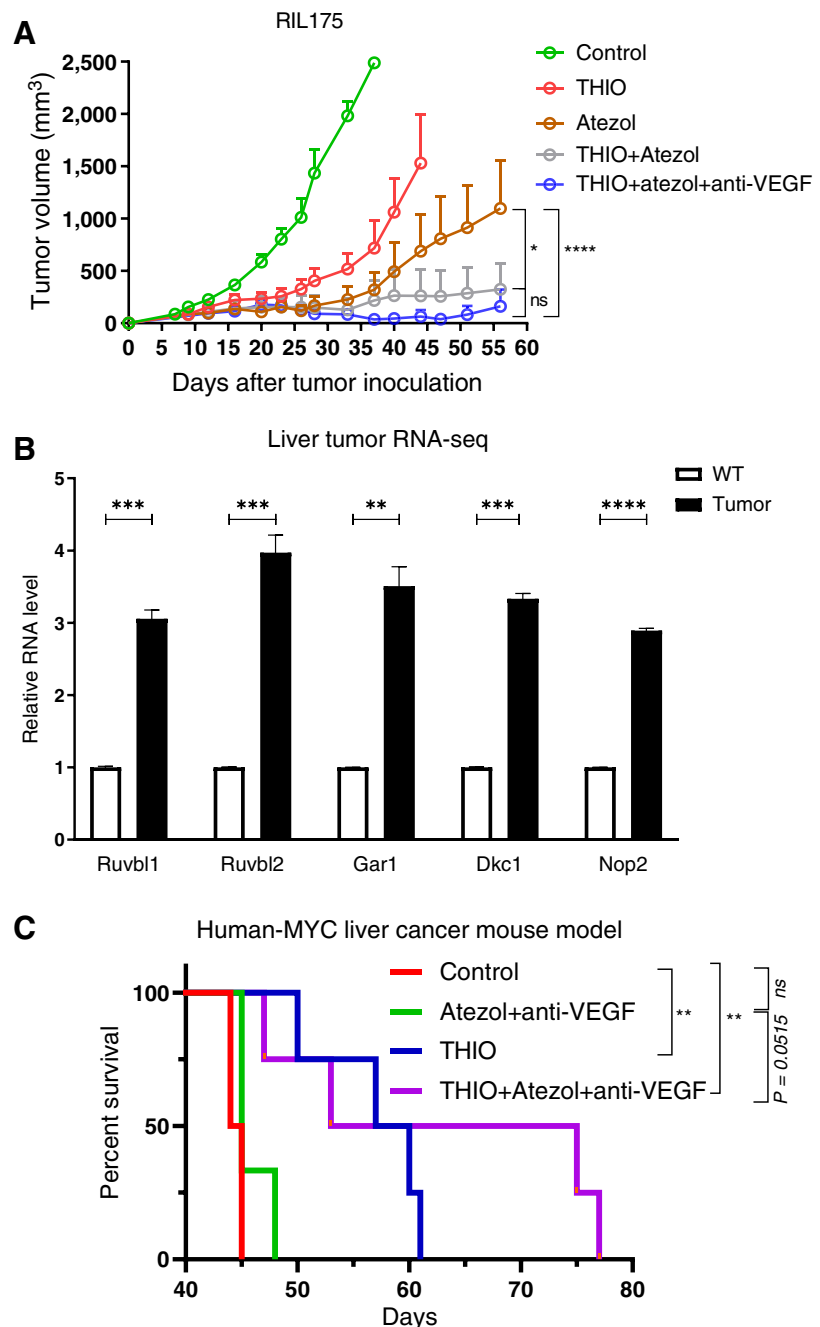 A
RIL175
Tumor volume (mm³)
2,500
2,000
1,500
1,000
500
0
0 5 10 15 20 25 30 35 40 45 50 55 60
Days after tumor inoculation
Control
THIO
Atezol
THIO+Atezol
THIO+atezol+anti-VEGF
* ****
ns
B
Liver tumor RNA-seq
WT
Tumor
Relative RNA level
5
4
3
2
1
0
*** *** ** *** ****
Ruvbl1 Ruvbl2 Gar1 Dkc1 Nop2
C
Human-MYC liver cancer mouse model
Control
Atezol+anti-VEGF
THIO
THIO+Atezol+anti-VEGF
** **
ns
P = 0.0515
Percent survival
100
50
0
40 50 60 70 80
Days